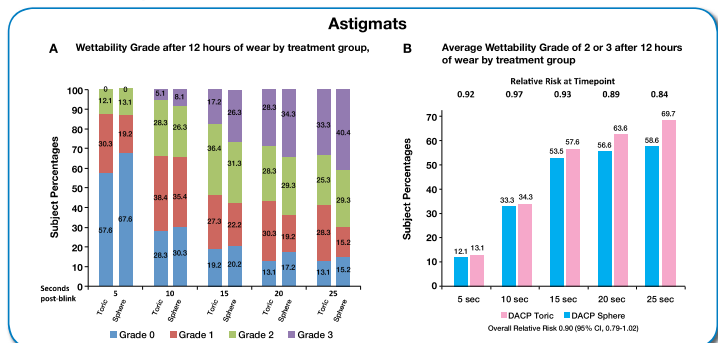 Astigmats
A Wettability Grade after 12 hours of wear by treatment group,
Subject Percentages
100
90
80
70
60
50
40
30
20
10
0
0 0
12.1 13.1
30.3 19.2
57.6 67.6
5.1 8.1
28.3 26.3
38.4 35.4
28.3 30.3
17.2 26.3
36.4 31.3
27.3 22.2
19.2 20.2
28.3 34.3
28.3 29.3
30.3 19.2
13.1 17.2
33.3 40.4
25.3 29.3
28.3 15.2
13.1 15.2
Seconds
post-blink
5 10 15 20 25
Toric Sphere Toric Sphere Toric Sphere Toric Sphere Toric Sphere
Grade 0 Grade 1 Grade 2 Grade 3
B Average Wettability Grade of 2 or 3 after 12 hours
of wear by treatment group
Relative Risk at Timepoint
0.92 0.97 0.93 0.89 0.84
Subject Percentages
70
60
50
40
30
20
10
0
12.1 13.1
33.3 34.3
53.5 57.6
56.6 63.6
58.6 69.7
5 sec 10 sec 15 sec 20 sec 25 sec
DACP Toric DACP Sphere
Overall Relative Risk 0.90 (95% CI, 0.79-1.02)